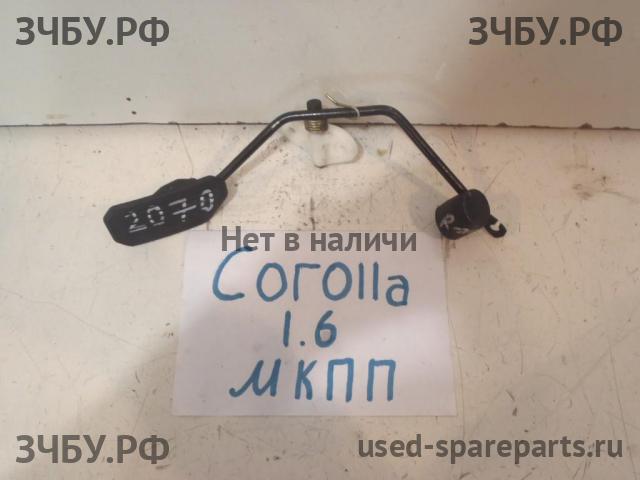 ЗЧБУ.РФ ЗЧБУ.РФ
2070
R
Нет в наличи
Corolla
1.6
МКПП
ЗЧБУ.РФ used-spareparts.ru